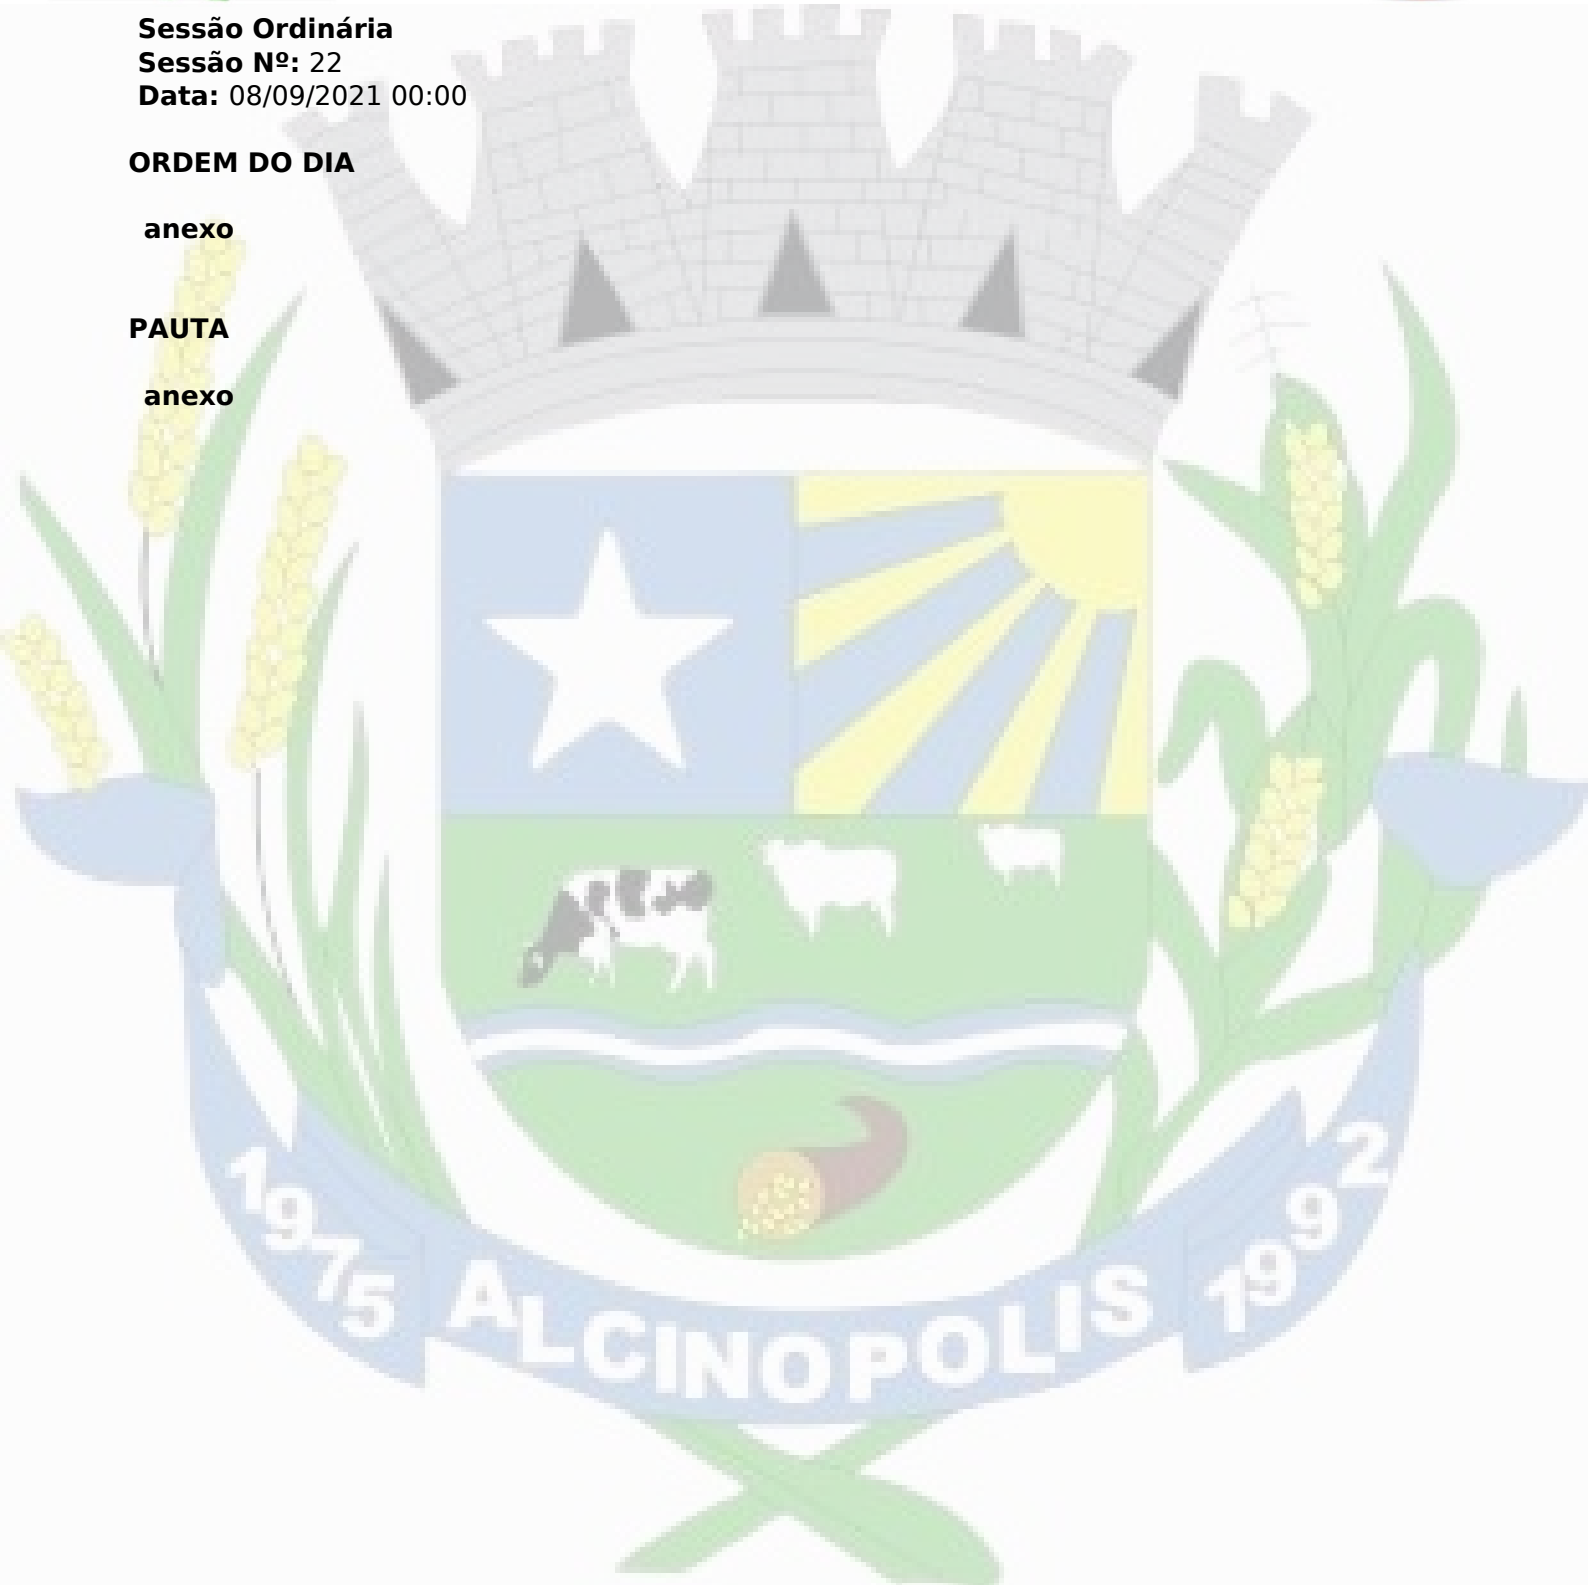 Sessão Ordinária
Sessão Nº: 22
Data: 08/09/2021 00:00
ORDEM DO DIA
anexo
PAUTA
anexo
1975 ALCINOPOLIS 1992